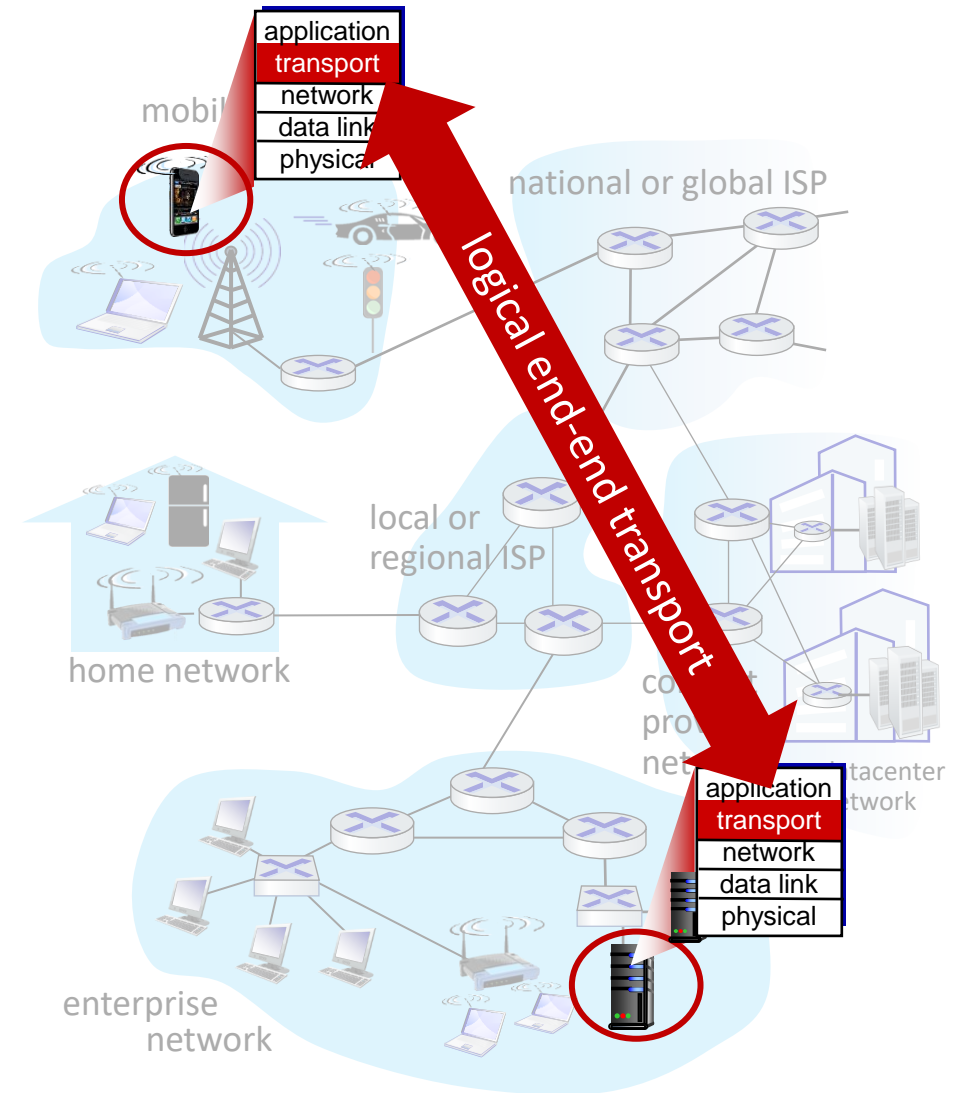 application
transport
network
data link
physical
national or global ISP
logical end-end transport
local or
regional ISP
home network
application
transport
network
data link
physical
enterprise
network